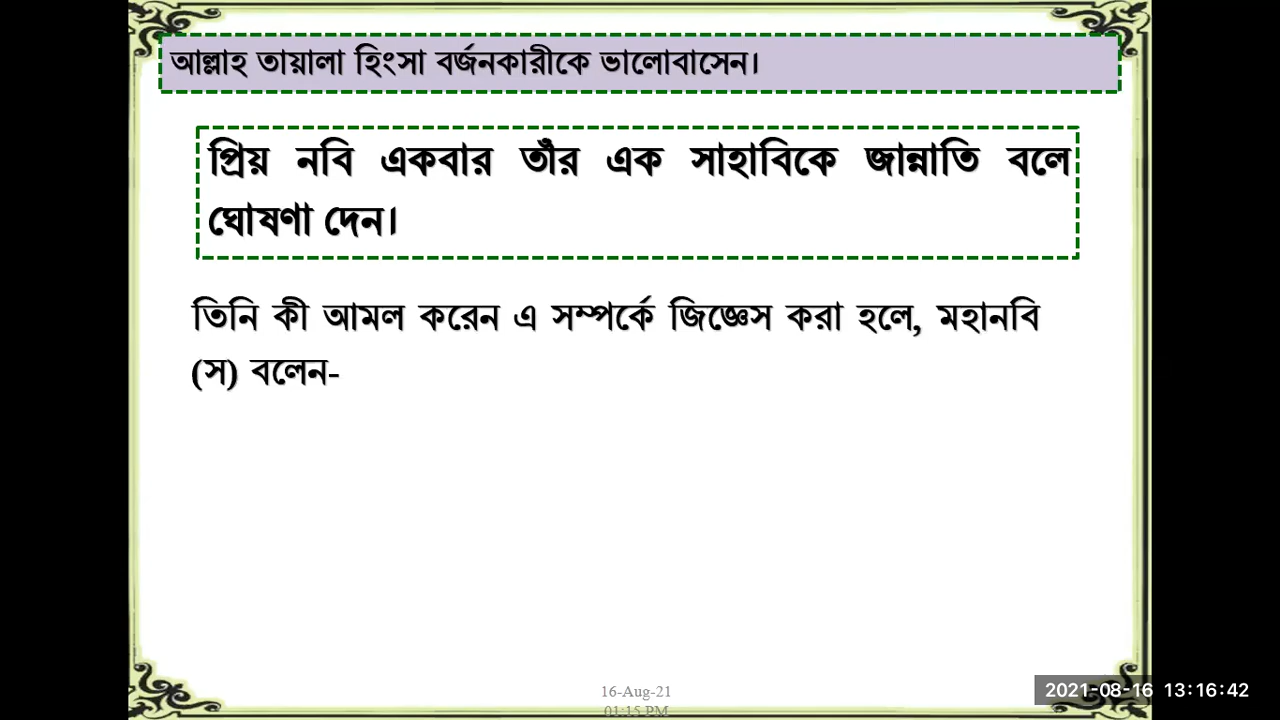 আল্লাহ তায়ালা হিংসা বর্জনকারীকে ভালোবাসেন।
প্রিয় নবি একবার তাঁর এক সাহাবিকে জান্নাতি বলে
ঘোষণা দেন।
তিনি কী আমল করেন এ সম্পর্কে জিজ্ঞেস করা হলে, মহানবি
(স) বলেন-
16-Aug-21
01:15 PM
2021-08-16 13:16:42